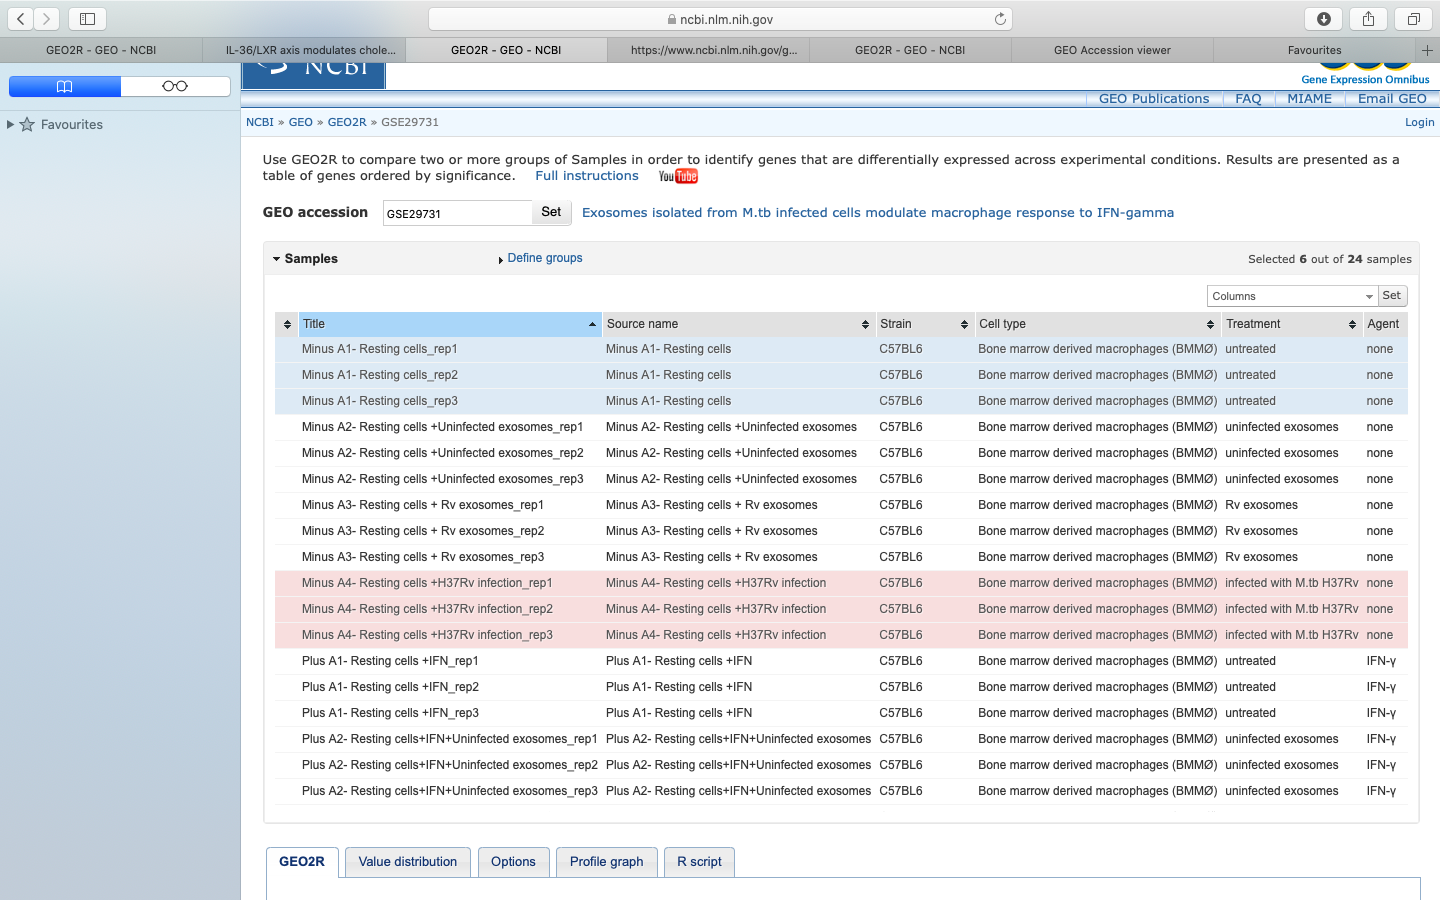 ncbi.nlm.nih.gov
GEO2R - GEO - NCBI
IL-36/LXR axis modulates chole...
GEO2R - GEO - NCBI
https://www.ncbi.nlm.nih.gov/g...
GEO2R - GEO - NCBI
GEO Accession viewer
Favourites
Favourites
NCBI
Gene Expression Omnibus
GEO Publications FAQ MIAME Email GEO
NCBI » GEO » GEO2R » GSE29731
Login
Use GEO2R to compare two or more groups of Samples in order to identify genes that are differentially expressed across experimental conditions. Results are presented as a
table of genes ordered by significance. Full instructions YouTube
GEO accession GSE29731 Set Exosomes isolated from M.tb infected cells modulate macrophage response to IFN-gamma
Samples Define groups Selected 6 out of 24 samples
Columns Set
Title Source name Strain Cell type Treatment Agent
Minus A1- Resting cells_rep1 Minus A1- Resting cells C57BL6 Bone marrow derived macrophages (BMMØ) untreated none
Minus A1- Resting cells_rep2 Minus A1- Resting cells C57BL6 Bone marrow derived macrophages (BMMØ) untreated none
Minus A1- Resting cells_rep3 Minus A1- Resting cells C57BL6 Bone marrow derived macrophages (BMMØ) untreated none
Minus A2- Resting cells +Uninfected exosomes_rep1 Minus A2- Resting cells +Uninfected exosomes C57BL6 Bone marrow derived macrophages (BMMØ) uninfected exosomes none
Minus A2- Resting cells +Uninfected exosomes_rep2 Minus A2- Resting cells +Uninfected exosomes C57BL6 Bone marrow derived macrophages (BMMØ) uninfected exosomes none
Minus A2- Resting cells +Uninfected exosomes_rep3 Minus A2- Resting cells +Uninfected exosomes C57BL6 Bone marrow derived macrophages (BMMØ) uninfected exosomes none
Minus A3- Resting cells + Rv exosomes_rep1 Minus A3- Resting cells + Rv exosomes C57BL6 Bone marrow derived macrophages (BMMØ) Rv exosomes none
Minus A3- Resting cells + Rv exosomes_rep2 Minus A3- Resting cells + Rv exosomes C57BL6 Bone marrow derived macrophages (BMMØ) Rv exosomes none
Minus A3- Resting cells + Rv exosomes_rep3 Minus A3- Resting cells + Rv exosomes C57BL6 Bone marrow derived macrophages (BMMØ) Rv exosomes none
Minus A4- Resting cells +H37Rv infection_rep1 Minus A4- Resting cells +H37Rv infection C57BL6 Bone marrow derived macrophages (BMMØ) infected with M.tb H37Rv none
Minus A4- Resting cells +H37Rv infection_rep2 Minus A4- Resting cells +H37Rv infection C57BL6 Bone marrow derived macrophages (BMMØ) infected with M.tb H37Rv none
Minus A4- Resting cells +H37Rv infection_rep3 Minus A4- Resting cells +H37Rv infection C57BL6 Bone marrow derived macrophages (BMMØ) infected with M.tb H37Rv none
Plus A1- Resting cells +IFN_rep1 Plus A1- Resting cells +IFN C57BL6 Bone marrow derived macrophages (BMMØ) untreated IFN-γ
Plus A1- Resting cells +IFN_rep2 Plus A1- Resting cells +IFN C57BL6 Bone marrow derived macrophages (BMMØ) untreated IFN-γ
Plus A1- Resting cells +IFN_rep3 Plus A1- Resting cells +IFN C57BL6 Bone marrow derived macrophages (BMMØ) untreated IFN-γ
Plus A2- Resting cells+IFN+Uninfected exosomes_rep1 Plus A2- Resting cells+IFN+Uninfected exosomes C57BL6 Bone marrow derived macrophages (BMMØ) uninfected exosomes IFN-γ
Plus A2- Resting cells+IFN+Uninfected exosomes_rep2 Plus A2- Resting cells+IFN+Uninfected exosomes C57BL6 Bone marrow derived macrophages (BMMØ) uninfected exosomes IFN-γ
Plus A2- Resting cells+IFN+Uninfected exosomes_rep3 Plus A2- Resting cells+IFN+Uninfected exosomes C57BL6 Bone marrow derived macrophages (BMMØ) uninfected exosomes IFN-γ
GEO2R Value distribution Options Profile graph R script